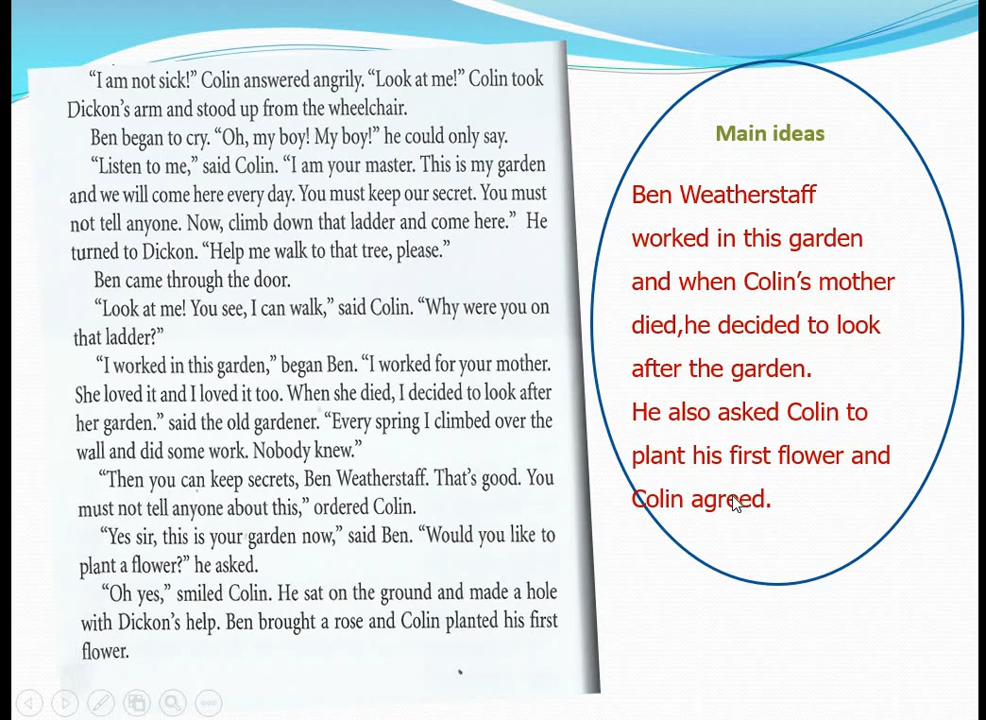 “I am not sick!” Colin answered angrily. “Look at me!” Colin took
Dickon’s arm and stood up from the wheelchair.
Ben began to cry. “Oh, my boy! My boy!” he could only say.
“Listen to me,” said Colin. “I am your master. This is my garden
and we will come here every day. You must keep our secret. You must
not tell anyone. Now, climb down that ladder and come here.” He
turned to Dickon. “Help me walk to that tree, please.”
Ben came through the door.
“Look at me! You see, I can walk,” said Colin. “Why were you on
that ladder?”
“I worked in this garden,” began Ben. “I worked for your mother.
She loved it and I loved it too. When she died, I decided to look after
her garden.” said the old gardener. “Every spring I climbed over the
wall and did some work. Nobody knew.”
“Then you can keep secrets, Ben Weatherstaff. That’s good. You
must not tell anyone about this,” ordered Colin.
“Yes sir, this is your garden now,” said Ben. “Would you like to
plant a flower?” he asked.
“Oh yes,” smiled Colin. He sat on the ground and made a hole
with Dickon’s help. Ben brought a rose and Colin planted his first
flower.
Main ideas
Ben Weatherstaff
worked in this garden
and when Colin’s mother
died,he decided to look
after the garden.
He also asked Colin to
plant his first flower and
Colin agreed.